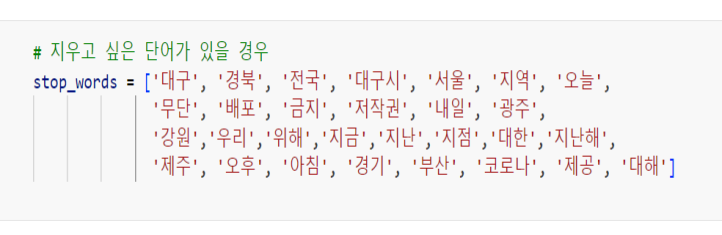 # 지우고 싶은 단어가 있을 경우
stop_words = ['대구', '경북', '전국', '대구시', '서울', '지역', '오늘',
'무단', '배포', '금지', '저작권', '내일', '광주',
'강원','우리','위해','지금','지난','지점','대한','지난해',
'제주', '오후', '아침', '경기', '부산', '코로나', '제공', '대해']